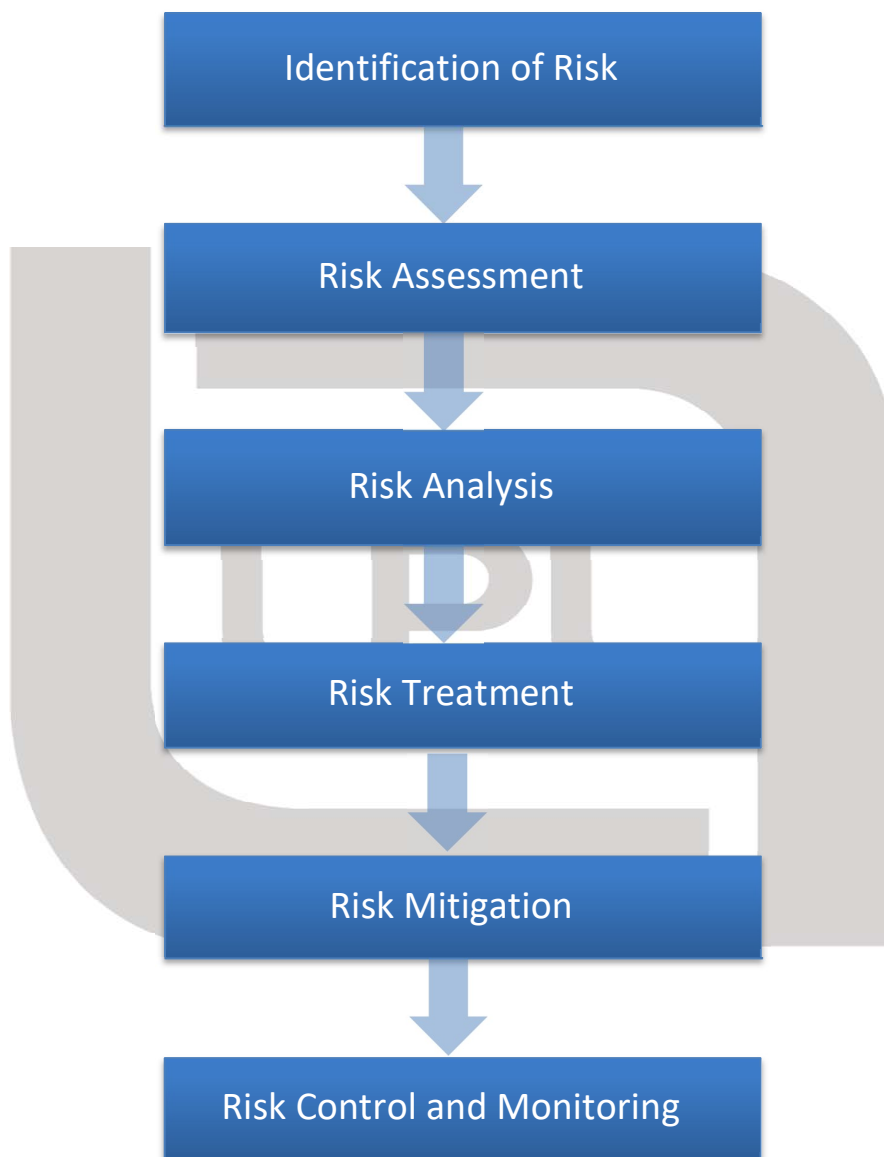 Identification of Risk
Risk Assessment
Risk Analysis
Risk Treatment
Risk Mitigation
Risk Control and Monitoring